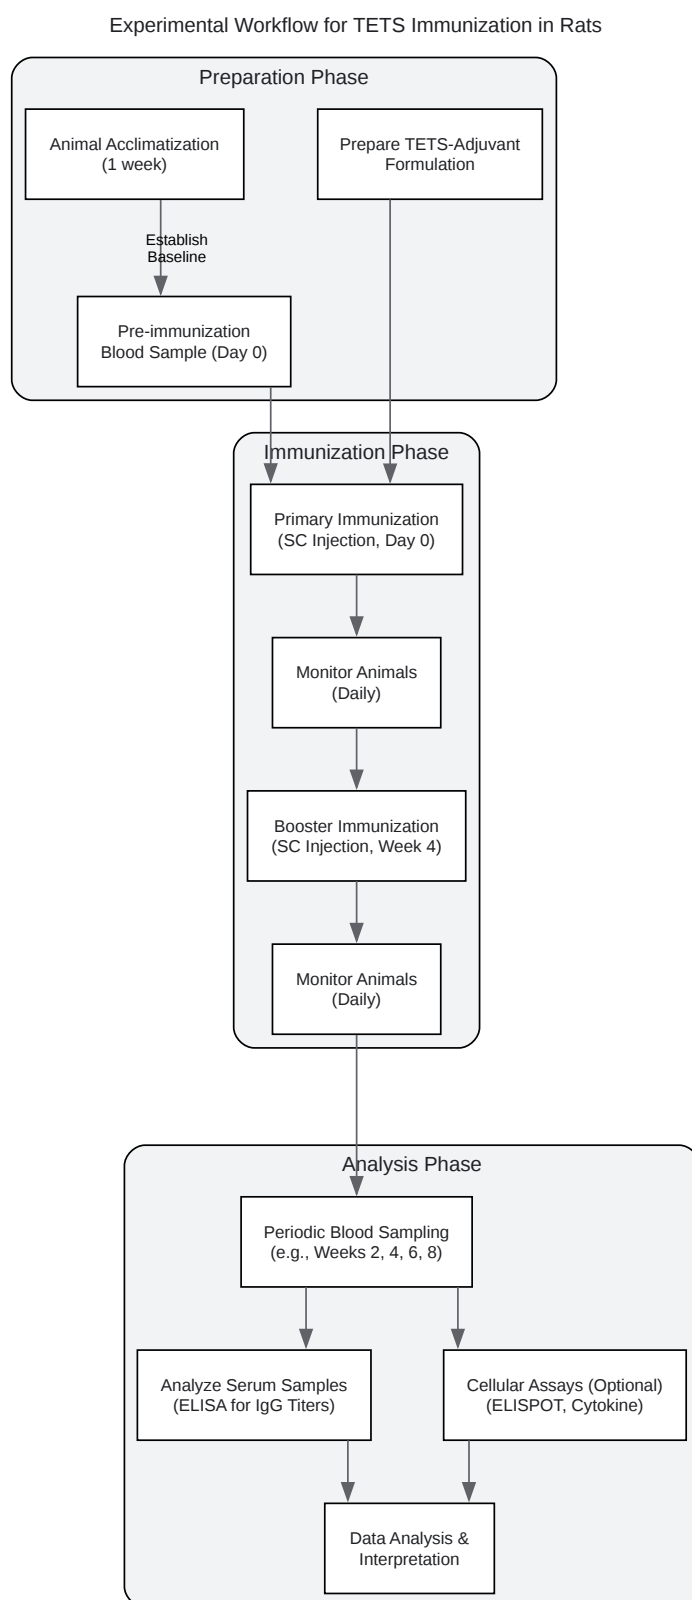 Experimental Workflow for TETS Immunization in Rats
Preparation Phase
Animal Acclimatization
(1 week)
Prepare TETS-Adjuvant
Formulation
Establish
Baseline
Pre-immunization
Blood Sample (Day 0)
Immunization Phase
Primary Immunization
(SC Injection, Day 0)
Monitor Animals
(Daily)
Booster Immunization
(SC Injection, Week 4)
Monitor Animals
(Daily)
Analysis Phase
Periodic Blood Sampling
(e.g., Weeks 2, 4, 6, 8)
Analyze Serum Samples
(ELISA for IgG Titers)
Cellular Assays (Optional)
(ELISPOT, Cytokine)
Data Analysis &
Interpretation